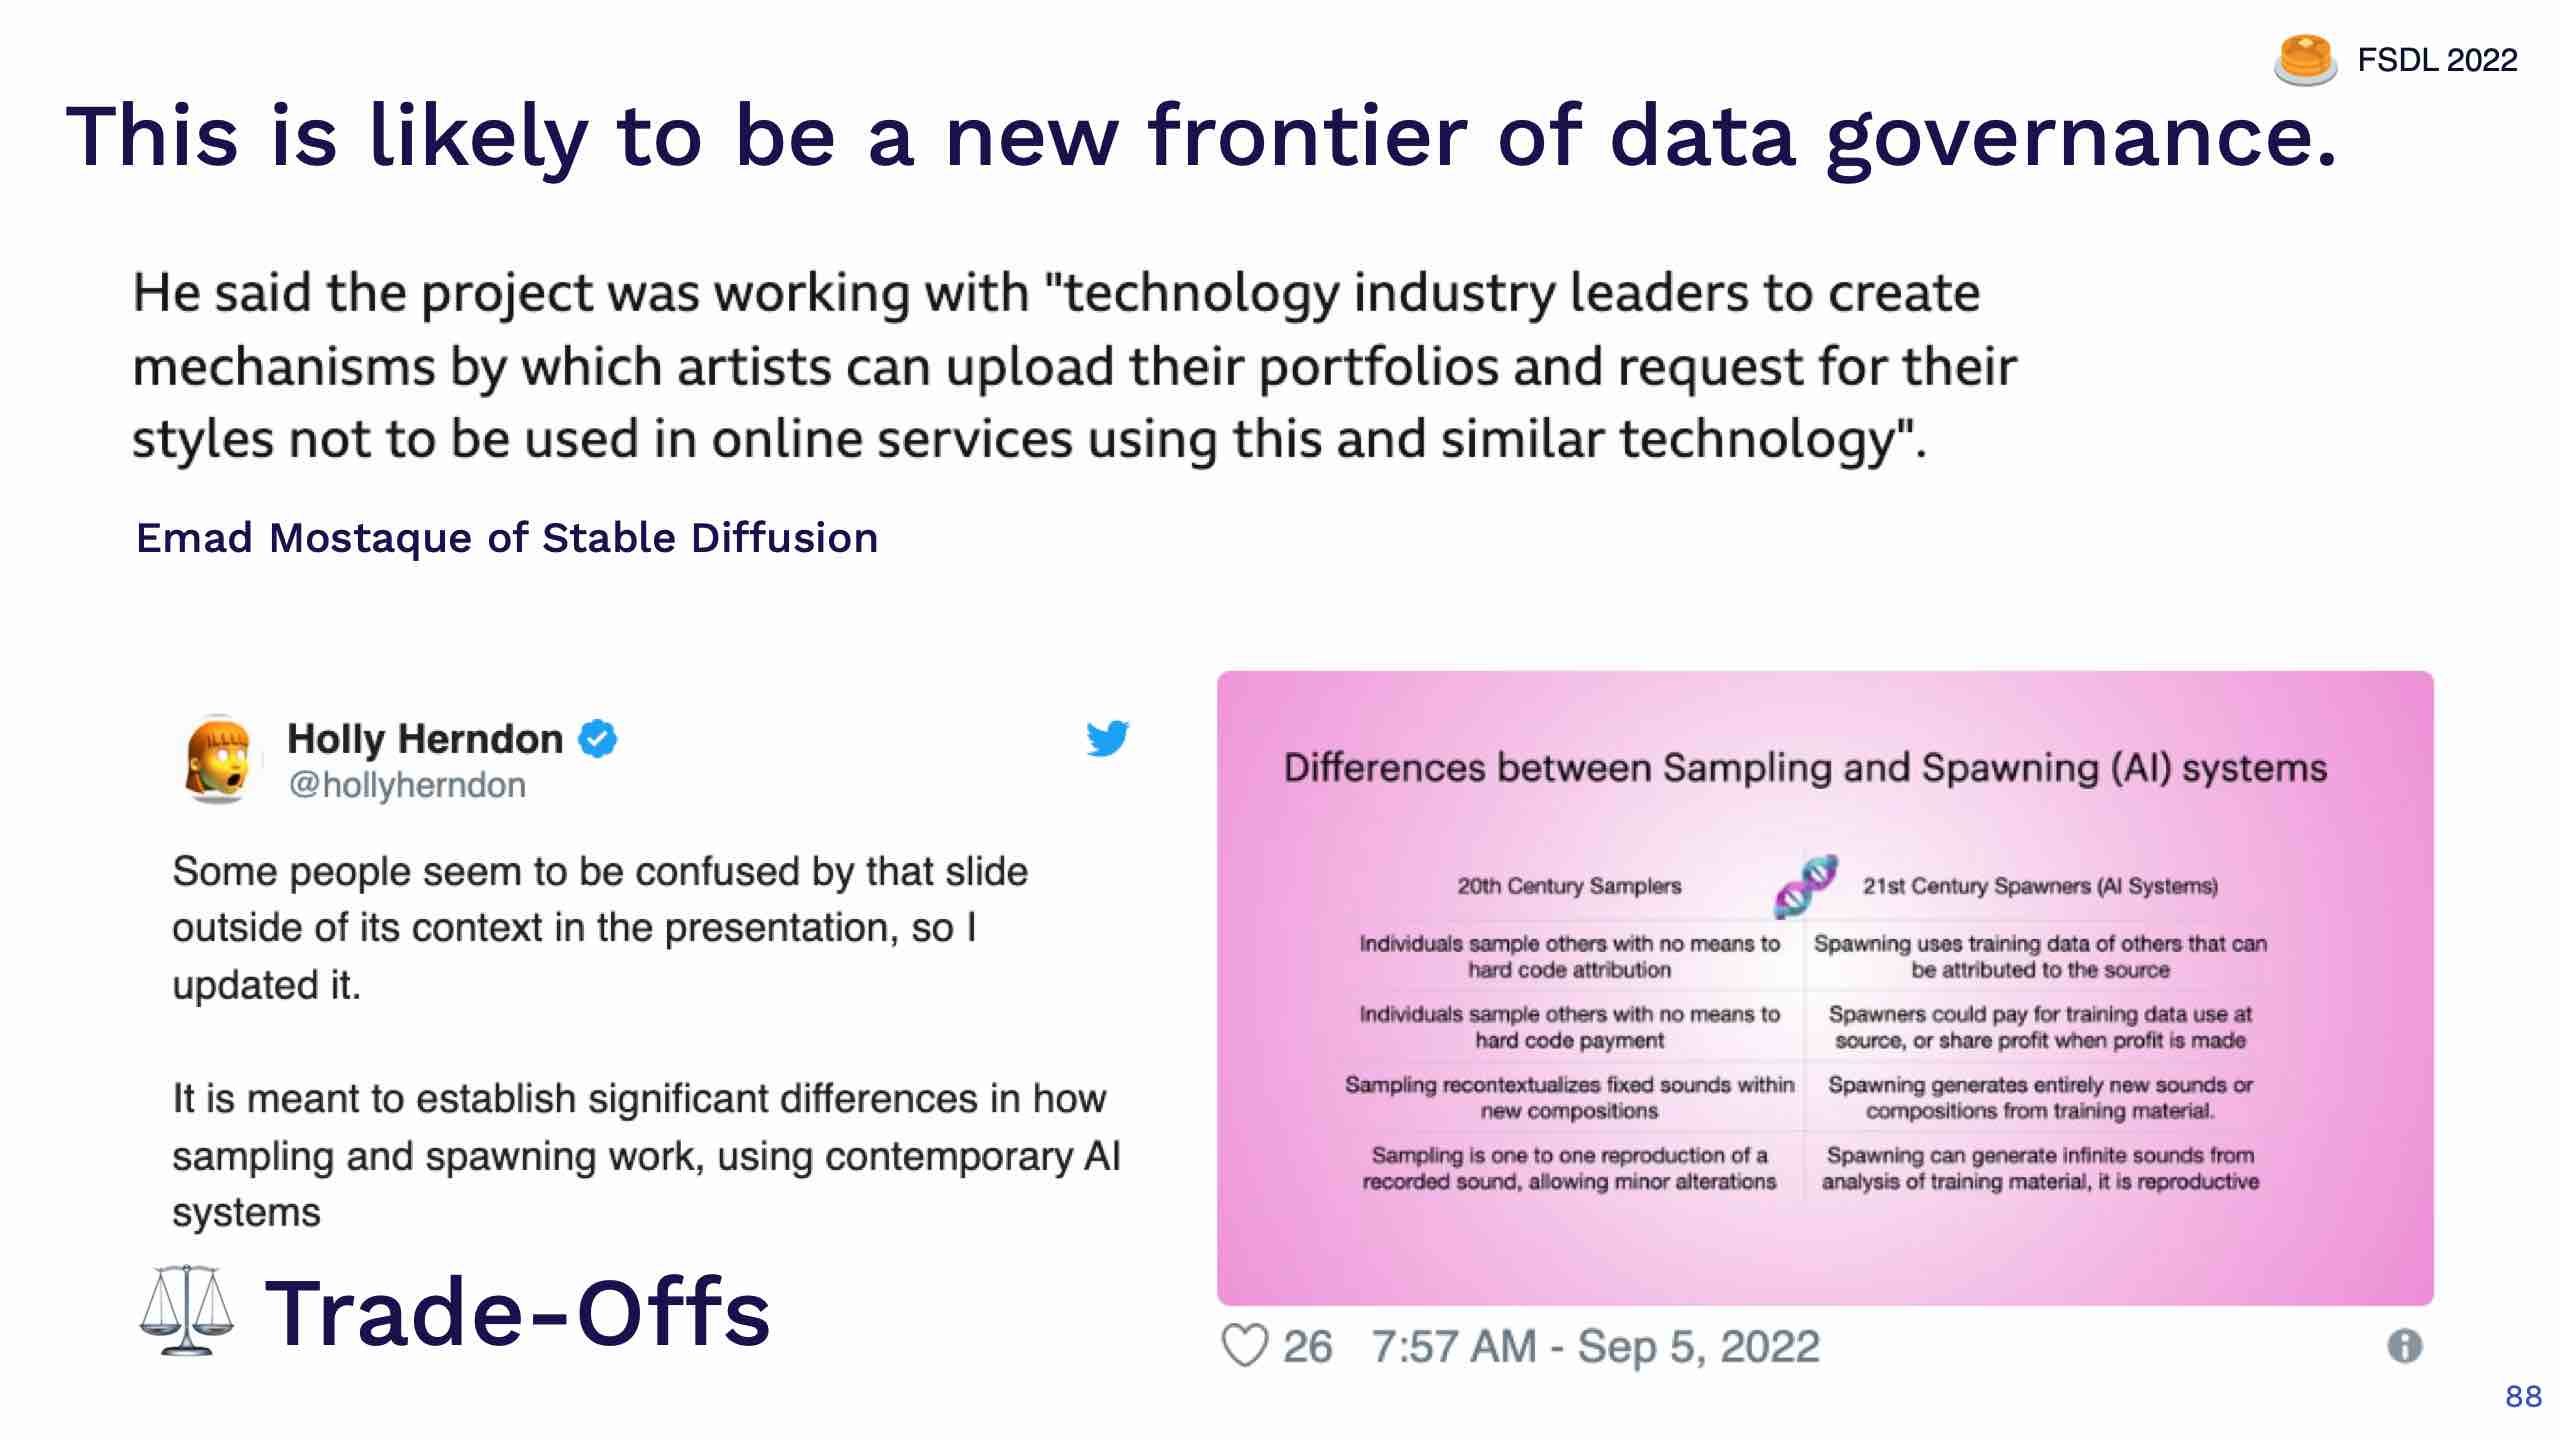 FSDL 2022
This is likely to be a new frontier of data governance.
He said the project was working with "technology industry leaders to create
mechanisms by which artists can upload their portfolios and request for their
styles not to be used in online services using this and similar technology".
Emad Mostaque of Stable Diffusion
Holly Herndon
@hollyherndon
Some people seem to be confused by that slide
outside of its context in the presentation, so I
updated it.
It is meant to establish significant differences in how
sampling and spawning work, using contemporary AI
systems
Differences between Sampling and Spawning (AI) systems
20th Century Samplers
21st Century Spawners (AI Systems)
Individuals sample others with no means to
hard code attribution
Spawning uses training data of others that can
be attributed to the source
Individuals sample others with no means to
hard code payment
Spawners could pay for training data use at
source, or share profit when profit is made
Sampling recontextualizes fixed sounds within
new compositions
Spawning generates entirely new sounds or
compositions from training material.
Sampling is one to one reproduction of a
recorded sound, allowing minor alterations
Spawning can generate infinite sounds from
analysis of training material, it is reproductive
26 7:57 AM - Sep 5, 2022
Trade-Offs
88